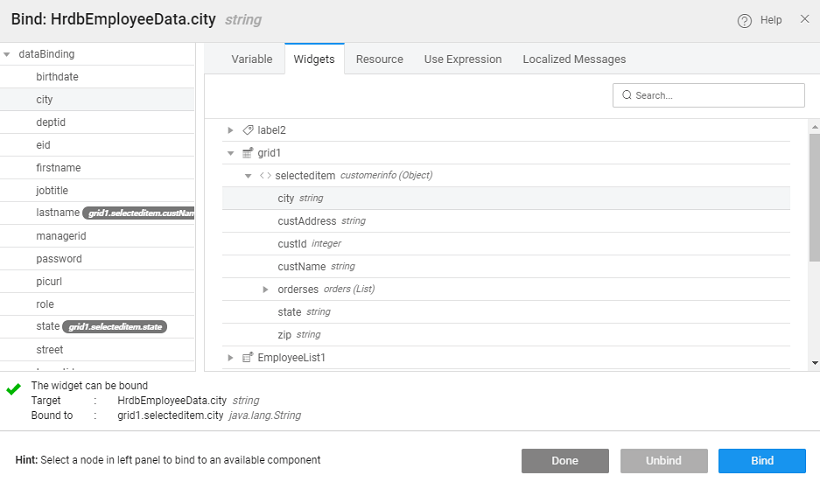 Bind: HrdbEmployeeData.city string
Help
dataBinding
birthdate
city
deptid
eid
firstname
jobtitle
lastname grid1.selecteditem.custNam
managerid
password
picurl
role
state grid1.selecteditem.state
street
Variable Widgets Resource Use Expression Localized Messages
Search...
label2
grid1
selecteditem customerinfo (Object)
city string
custAddress string
custId integer
custName string
orderses orders (List)
state string
zip string
EmployeeList1
The widget can be bound
Target : HrdbEmployeeData.city string
Bound to : grid1.selecteditem.city java.lang.String
Hint: Select a node in left panel to bind to an available component
Done Unbind Bind